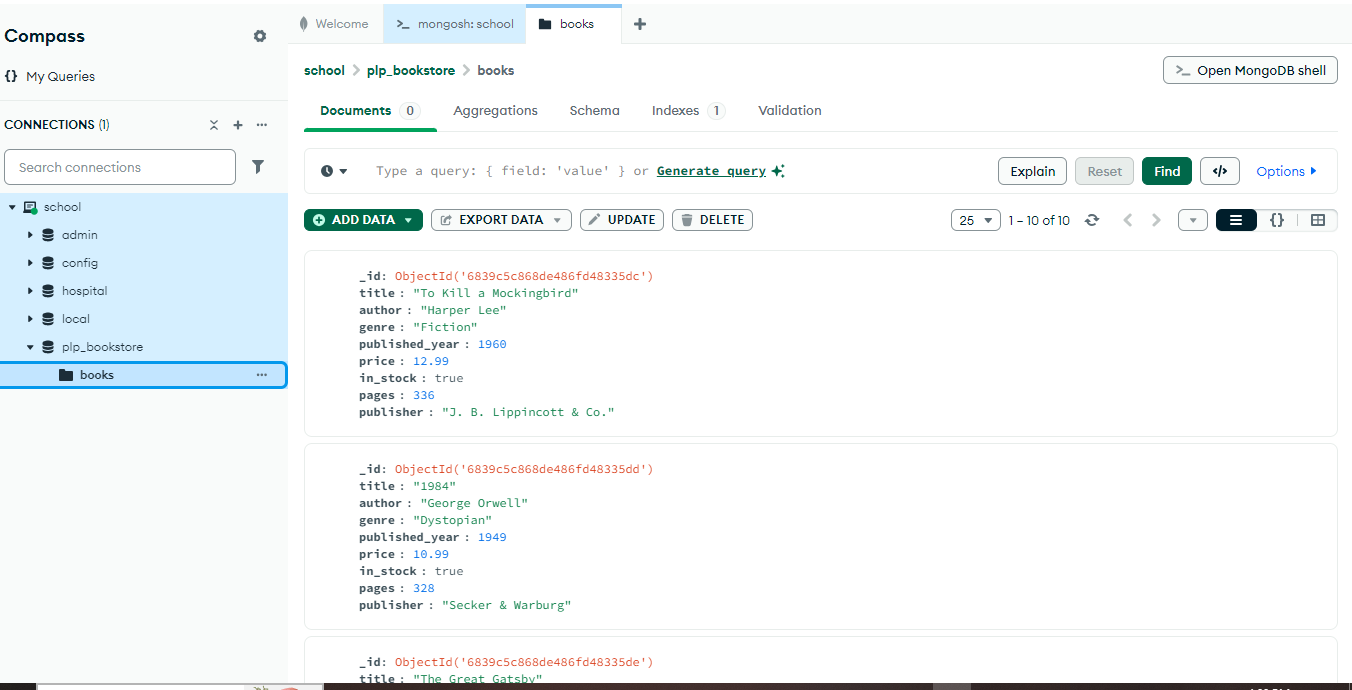 Compass
My Queries
CONNECTIONS (1)
Search connections
school
admin
config
hospital
local
plp_bookstore
books
Welcome
>_ mongosh: school
books
school > plp_bookstore > books
>_ Open MongoDB shell
Documents 0 Aggregations Schema Indexes 1 Validation
Type a query: { field: 'value' } or Generate query
Explain Reset Find </> Options
ADD DATA EXPORT DATA UPDATE DELETE
25 1 – 10 of 10 {}
_id: ObjectId('6839c5c868de486fd48335dc')
title : "To Kill a Mockingbird"
author : "Harper Lee"
genre : "Fiction"
published_year : 1960
price : 12.99
in_stock : true
pages : 336
publisher : "J. B. Lippincott & Co."
_id: ObjectId('6839c5c868de486fd48335dd')
title : "1984"
author : "George Orwell"
genre : "Dystopian"
published_year : 1949
price : 10.99
in_stock : true
pages : 328
publisher : "Secker & Warburg"
_id: ObjectId('6839c5c868de486fd48335de')
title : "The Great Gatsby"